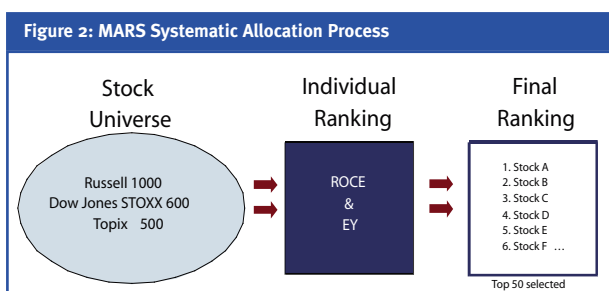 Figure 2: MARS Systematic Allocation Process
Stock
Universe
Russell 1000
Dow Jones STOXX 600
Topix 500
Individual
Ranking
ROCE
&
EY
Final
Ranking
1. Stock A
2. Stock B
3. Stock C
4. Stock D
5. Stock E
6. Stock F ...
Top 50 selected